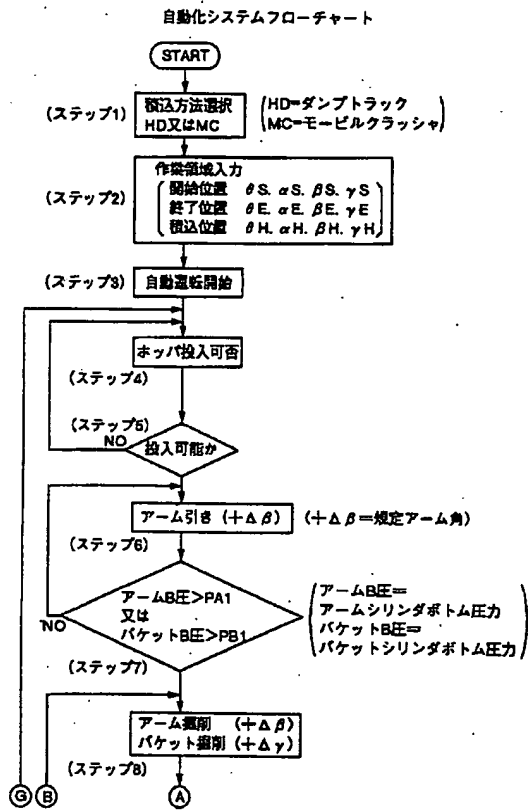 自動化システムフローチャート
START
(ステップ1)
積込方法選択
HD又はMC
(HD=ダンプトラック
MC=モービルクラッシャ)
(ステップ2)
作業領域入力
(開始位置 θS. αS. βS. γS
終了位置 θE. αE. βE. γE
積込位置 θH. αH. βH. γH)
(ステップ3)
自動運転開始
ホッパ投入可否
(ステップ4)
(ステップ5)
NO
投入可能か
アーム引き (+Δβ)
(+Δβ=規定アーム角)
(ステップ6)
アームB圧>PA1
又は
バケットB圧>PB1
NO
(アームB圧=
アームシリンダボトム圧力
バケットB圧=
バケットシリンダボトム圧力)
(ステップ7)
アーム掘削 (+Δβ)
バケット掘削 (+Δγ)
(ステップ8)
G
B
A